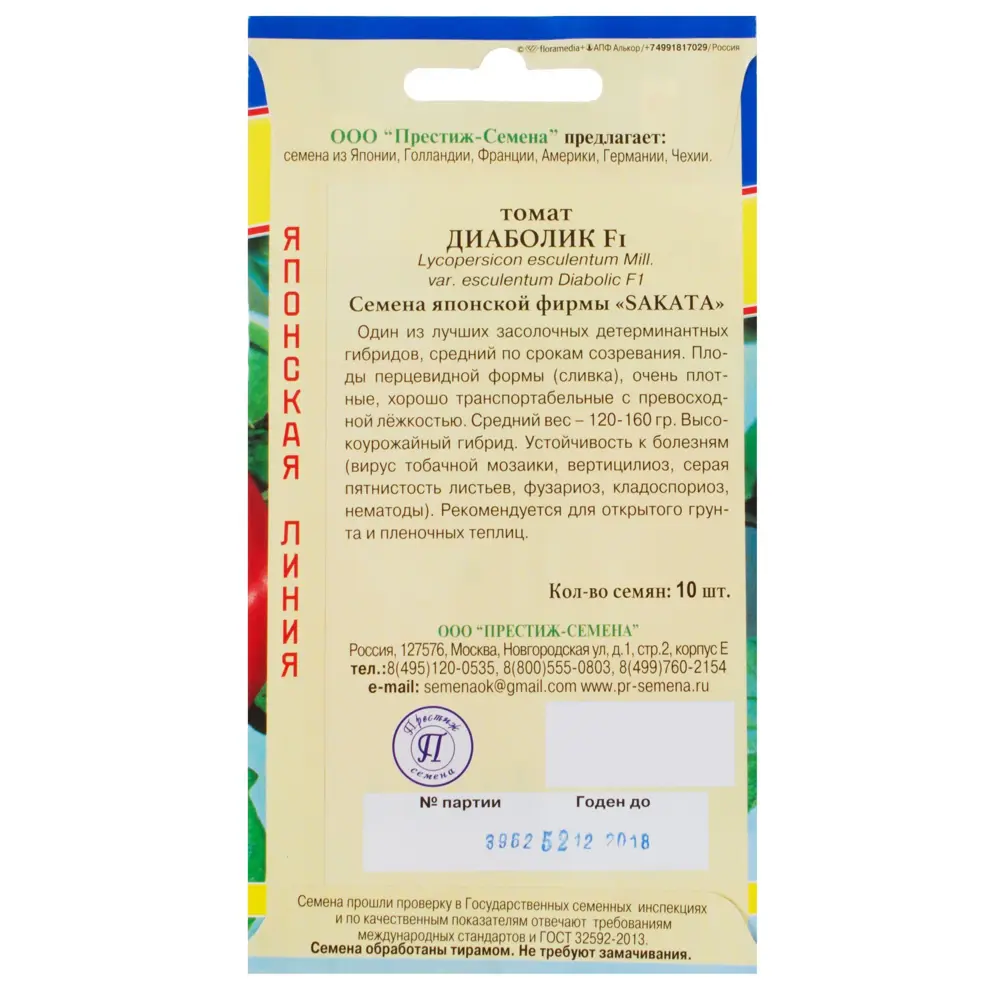 © floramedia + АПФ Алькор/+74991817029/Россия
ООО "Престиж-Семена" предлагает:
семена из Японии, Голландии, Франции, Америки, Германии, Чехии.
ЯПОНСКАЯ ЛИНИЯ
томат
ДИАБОЛИК F1
Lycopersicon esculentum Mill.
var. esculentum Diabolic F1
Семена японской фирмы «SAKATA»
Один из лучших засолочных детерминантных
гибридов, средний по срокам созревания. Пло-
ды перцевидной формы (сливка), очень плот-
ные, хорошо транспортабельные с превосход-
ной лёжкостью. Средний вес – 120-160 гр. Высо-
коурожайный гибрид. Устойчивость к болезням
(вирус тобачной мозаики, вертицилиоз, серая
пятнистость листьев, фузариоз, кладоспориоз,
нематоды). Рекомендуется для открытого грун-
та и пленочных теплиц.
Кол-во семян: 10 шт.
ООО "ПРЕСТИЖ-СЕМЕНА"
Россия, 127576, Москва, Новгородская ул, д.1, стр.2, корпус Е
тел.:8(495)120-0535, 8(800)555-0803, 8(499)760-2154
e-mail: semenaok@gmail.com www.pr-semena.ru
Престиж
П
семена
№ партии Годен до
3962 52 12 2018
Семена прошли проверку в Государственных семенных инспекциях
и по качественным показателям отвечают требованиям
международных стандартов и ГОСТ 32592-2013.
Семена обработаны тирамом. Не требуют замачивания.